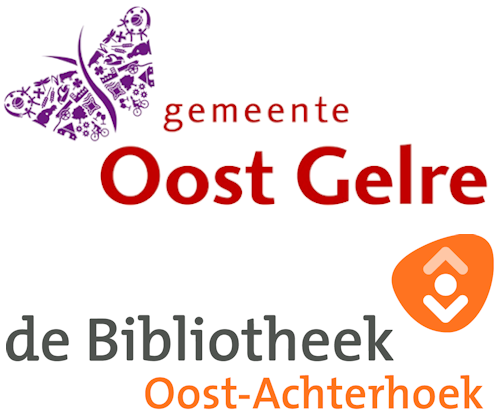 gemeente
Oost Gelre
de Bibliotheek
Oost-Achterhoek